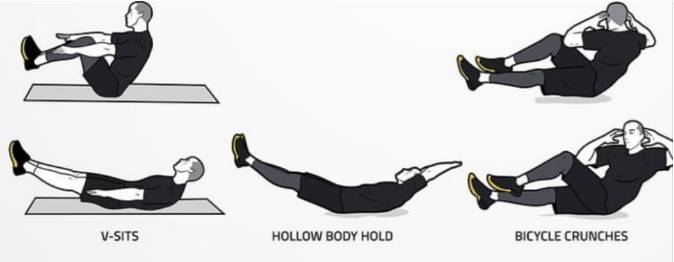 V-SITS
HOLLOW BODY HOLD
BICYCLE CRUNCHES